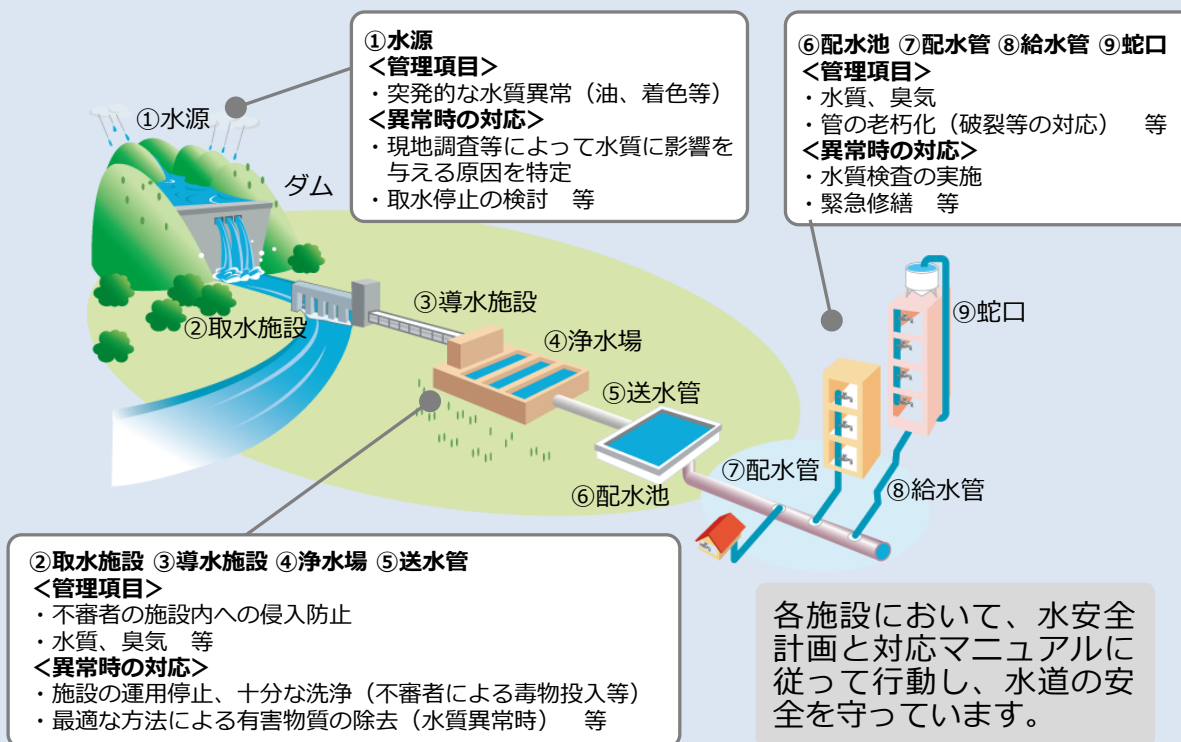 ①水源
＜管理項目＞
・突発的な水質異常（油、着色等）
＜異常時の対応＞
・現地調査等によって水質に影響を
与える原因を特定
・取水停止の検討　等
⑥配水池 ⑦配水管 ⑧給水管 ⑨蛇口
＜管理項目＞
・水質、臭気
・管の老朽化（破裂等の対応）　等
＜異常時の対応＞
・水質検査の実施
・緊急修繕　等
①水源
ダム
②取水施設
③導水施設
④浄水場
⑤送水管
⑥配水池
⑦配水管
⑧給水管
⑨蛇口
②取水施設 ③導水施設 ④浄水場 ⑤送水管
＜管理項目＞
・不審者の施設内への侵入防止
・水質、臭気　等
＜異常時の対応＞
・施設の運用停止、十分な洗浄（不審者による毒物投入等）
・最適な方法による有害物質の除去（水質異常時）　等
各施設において、水安全
計画と対応マニュアルに
従って行動し、水道の安
全を守っています。